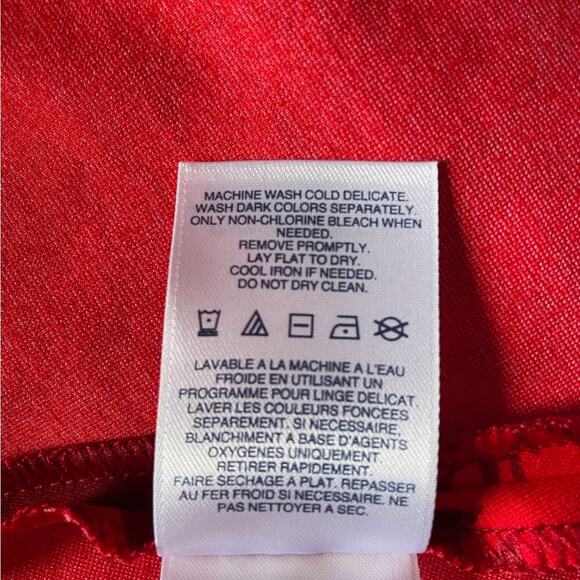 MACHINE WASH COLD DELICATE.
WASH DARK COLORS SEPARATELY.
ONLY NON-CHLORINE BLEACH WHEN
NEEDED.
REMOVE PROMPTLY.
LAY FLAT TO DRY.
COOL IRON IF NEEDED.
DO NOT DRY CLEAN.
LAVABLE A LA MACHINE A L'EAU
FROIDE EN UTILISANT UN
PROGRAMME POUR LINGE DELICAT.
LAVER LES COULEURS FONCEES
SEPAREMENT. SI NECESSAIRE,
BLANCHIMENT A BASE D'AGENTS
OXYGENES UNIQUEMENT.
RETIRER RAPIDEMENT.
FAIRE SECHAGE A PLAT. REPASSER
AU FER FROID SI NECESSAIRE. NE
PAS NETTOYER A SEC.